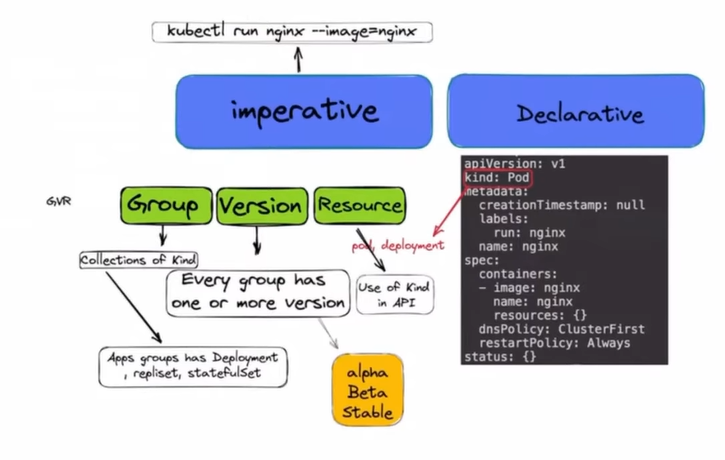 kubectl run nginx --image=nginx
imperative
Declarative
GVR
Group
Version
Resource
pod, deployment
Collections of Kind
Every group has
one or more version
Use of Kind
in API
Apps groups has Deployment
, repliset, statefulSet
alpha
Beta
Stable
apiVersion: v1
kind: Pod
metadata:
  creationTimestamp: null
  labels:
    run: nginx
  name: nginx
spec:
  containers:
  - image: nginx
    name: nginx
    resources: {}
  dnsPolicy: ClusterFirst
  restartPolicy: Always
status: {}